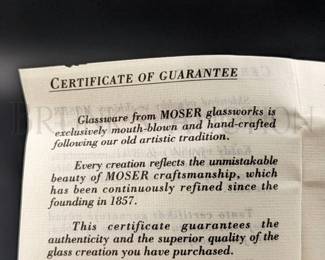 CERTIFICATE OF GUARANTEE
Glassware from MOSER glassworks is
exclusively mouth-blown and hand-crafted
following our old artistic tradition.
Every creation reflects the unmistakable
beauty of MOSER craftsmanship, which
has been continuously refined since the
founding in 1857.
This certificate guarantees the
authenticity and the superior quality of the
glass creation you have purchased.